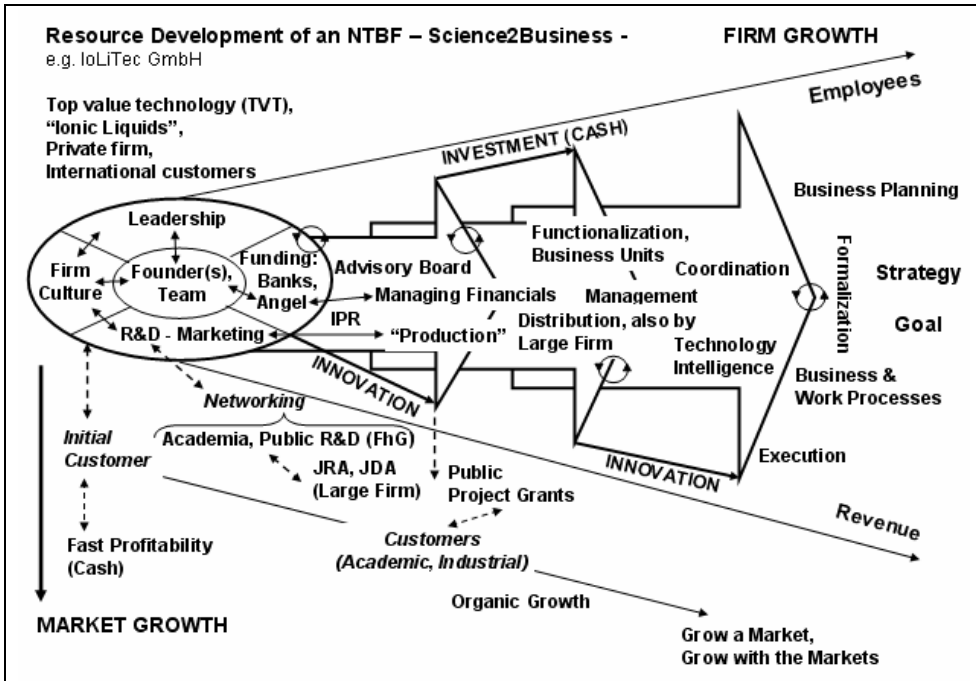 Resource Development of an NTBF – Science2Business -
FIRM GROWTH
e.g. IoLiTec GmbH
Employees
Top value technology (TVT),
“Ionic Liquids”,
Private firm,
International customers
INVESTMENT (CASH)
Business Planning
Leadership
Founder(s),
Team
Firm
Culture
Funding:
Banks,
Angel
R&D - Marketing
Advisory Board
Managing Financials
IPR
“Production”
Functionalization,
Business Units
Management
Distribution, also by
Large Firm
Coordination
Technology
Intelligence
Formalization
Strategy
Goal
Business &
Work Processes
INNOVATION
Networking
Academia, Public R&D (FhG)
JRA, JDA
(Large Firm)
Initial
Customer
Public
Project Grants
INNOVATION
Execution
Revenue
Fast Profitability
(Cash)
Customers
(Academic, Industrial)
Organic Growth
MARKET GROWTH
Grow a Market,
Grow with the Markets